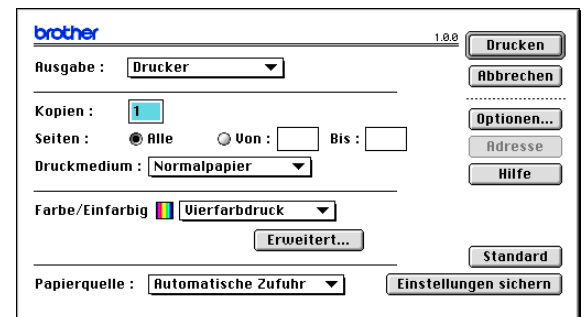 brother
1.0.0
Drucken
Ausgabe : Drucker
Abbrechen
Kopien : 1
Optionen...
Seiten : Alle Von : Bis :
Adresse
Druckmedium : Normalpapier
Hilfe
Farbe/Einfarbig Vierfarbdruck
Erweitert...
Standard
Papierquelle : Automatische Zufuhr
Einstellungen sichern